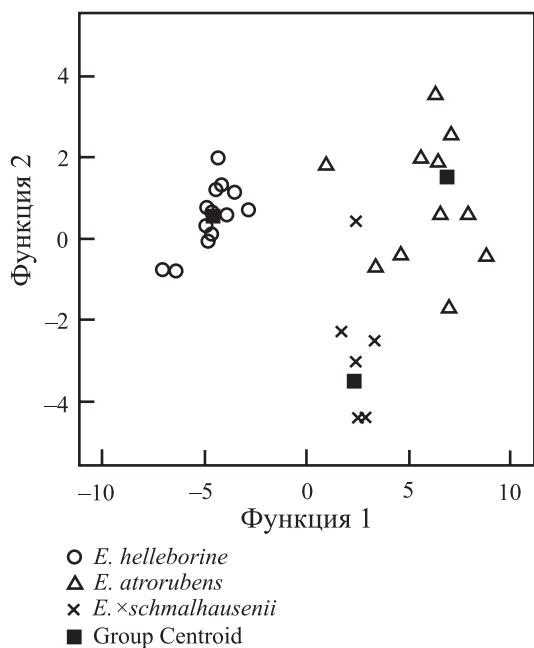 4
2
0
–2
–4
Функция 2
–10 –5 0 5 10
Функция 1
E. helleborine
E. atrorubens
E. ×schmalhausenii
Group Centroid